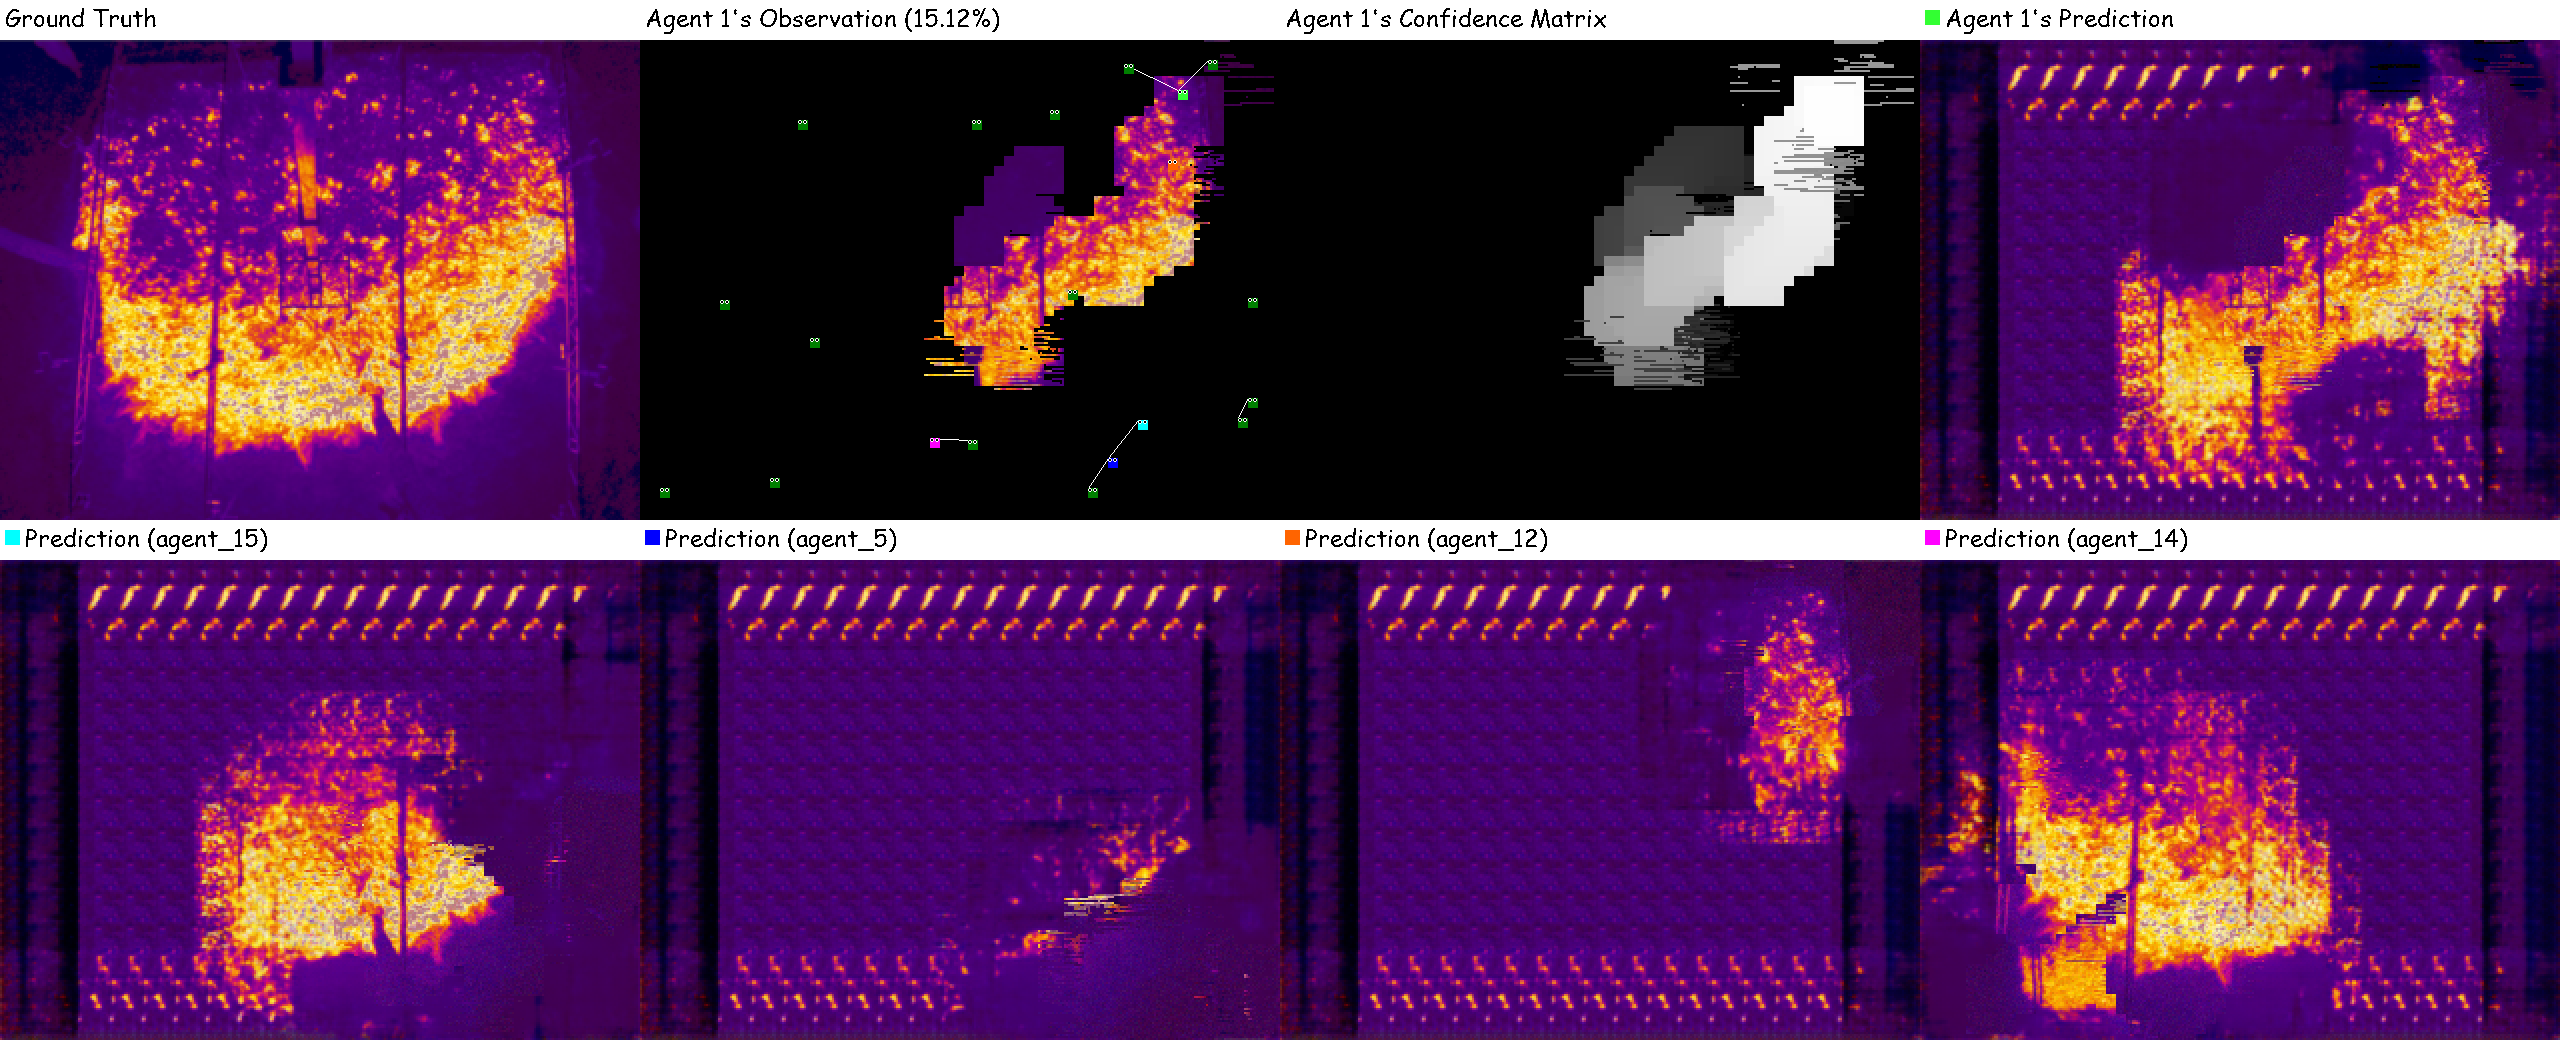 Ground Truth
Agent 1's Observation (15.12%)
Agent 1's Confidence Matrix
Agent 1's Prediction
Prediction (agent_15)
Prediction (agent_5)
Prediction (agent_12)
Prediction (agent_14)